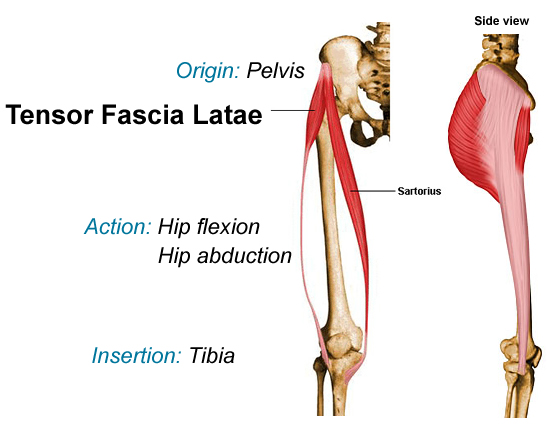 Side view
Origin: Pelvis
Tensor Fascia Latae
Sartorius
Action: Hip flexion
Hip abduction
Insertion: Tibia